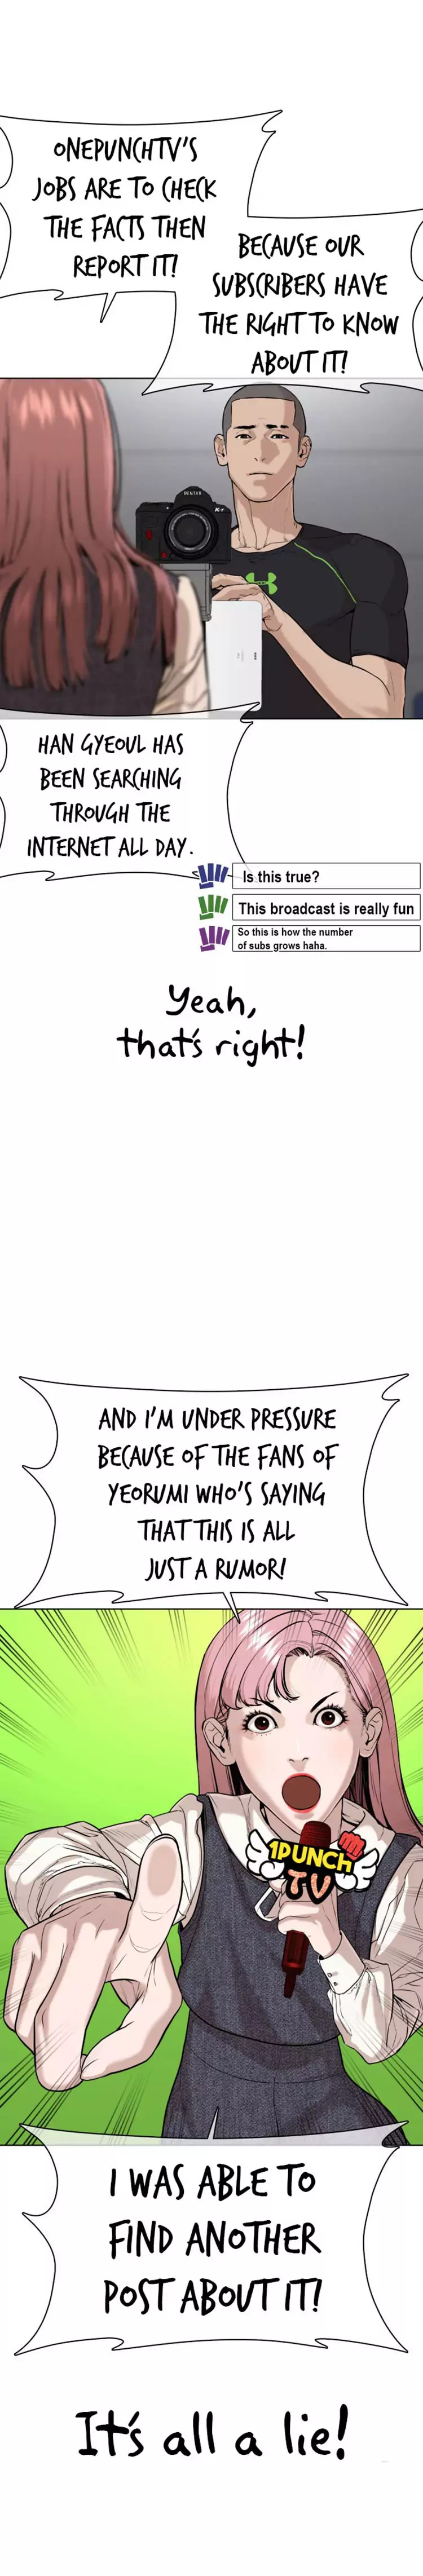 ONEPUNCHTV'S
JOBS ARE TO CHECK
THE FACTS THEN
REPORT IT!
BECAUSE OUR
SUBSCRIBERS HAVE
THE RIGHT TO KNOW
ABOUT IT!
PENTAX
K-7
HAN GYEOUL HAS
BEEN SEARCHING
THROUGH THE
INTERNET ALL DAY.
Is this true?
This broadcast is really fun
So this is how the number
of subs grows haha.
Yeah,
that's right!
AND I'M UNDER PRESSURE
BECAUSE OF THE FANS OF
YEORUMI WHO'S SAYING
THAT THIS IS ALL
JUST A RUMOR!
1PUNCH
TV
I WAS ABLE TO
FIND ANOTHER
POST ABOUT IT!
It's all a lie!